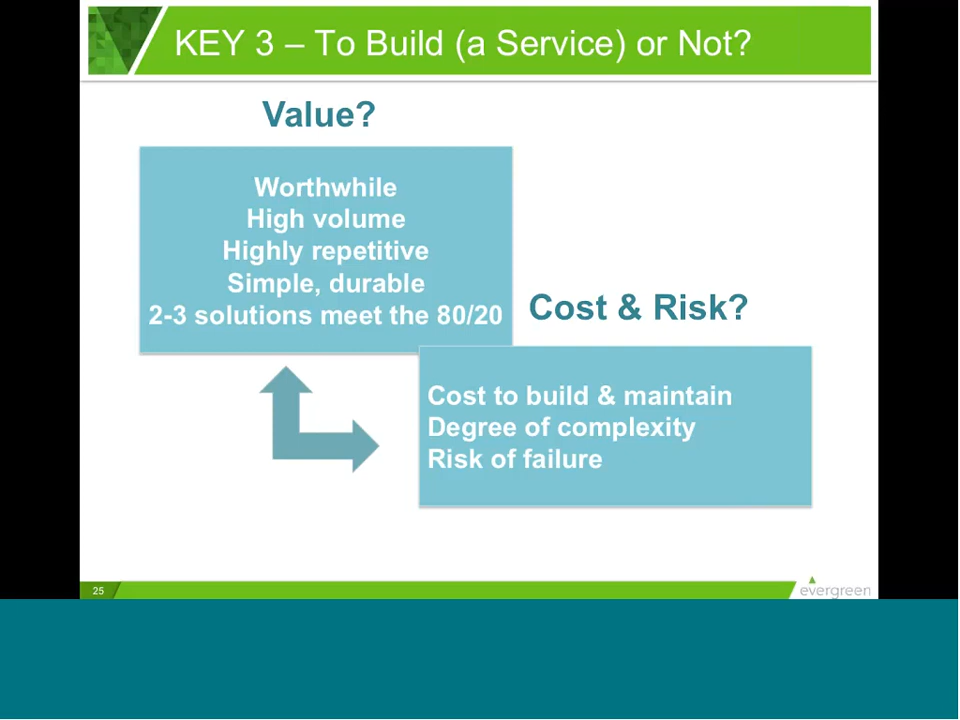 KEY 3 – To Build (a Service) or Not?
Value?
Worthwhile
High volume
Highly repetitive
Simple, durable
2-3 solutions meet the 80/20
Cost & Risk?
Cost to build & maintain
Degree of complexity
Risk of failure
25
evergreen